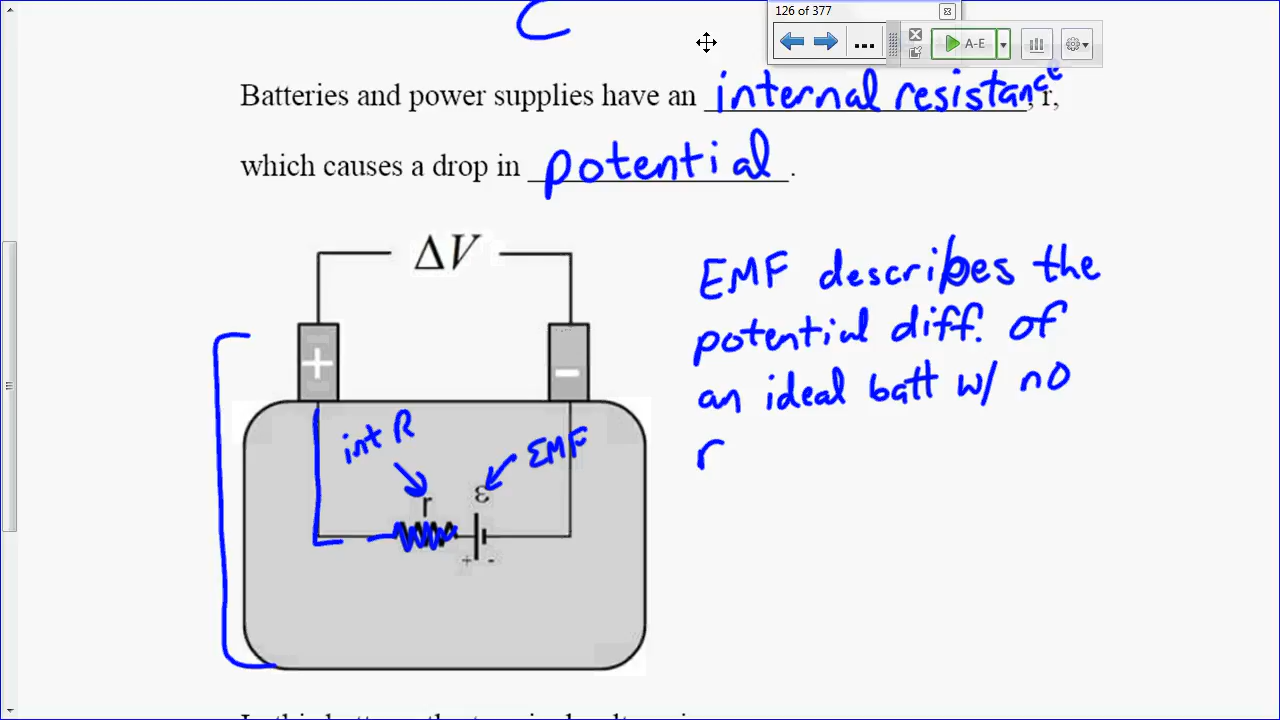 126 of 377
A-E
Batteries and power supplies have an internal resistance, r,
which causes a drop in potential.
ΔV
EMF describes the
potential diff. of
an ideal batt w/ no
r
+ -
int R
EMF
r ε
+ -